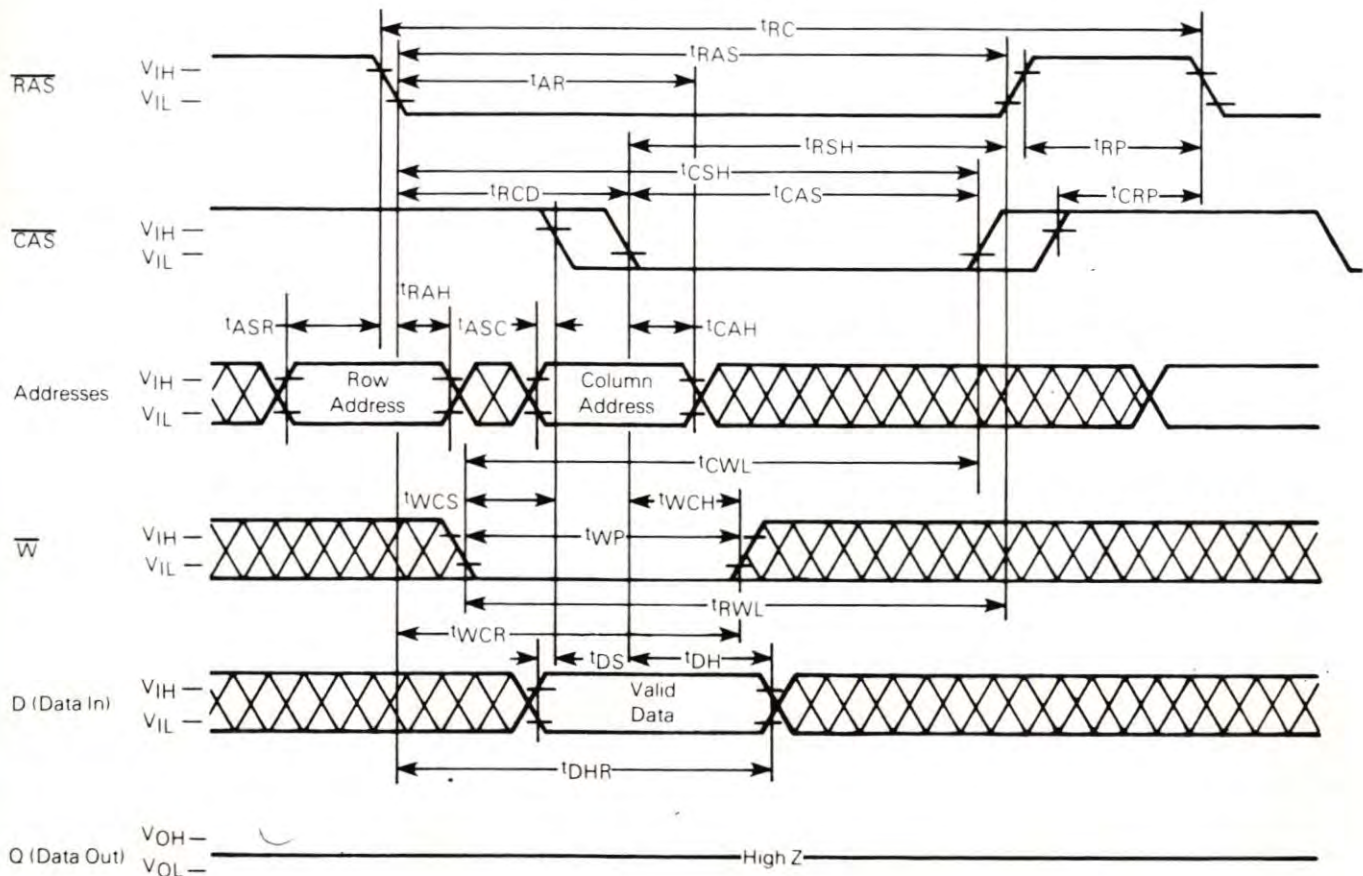 tRC
tRAS
RAS
VIH
VIL
tAR
tRSH
tRP
tCSH
tRCD
tCAS
tCRP
CAS
VIH
VIL
tRAH
tASR
tASC
tCAH
Addresses
VIH
VIL
Row
Address
Column
Address
tCWL
tWCS
tWCH
W
VIH
VIL
tWP
tRWL
tWCR
tDS
tDH
D (Data In)
VIH
VIL
Valid
Data
tDHR
Q (Data Out)
VOH
VOL
High Z